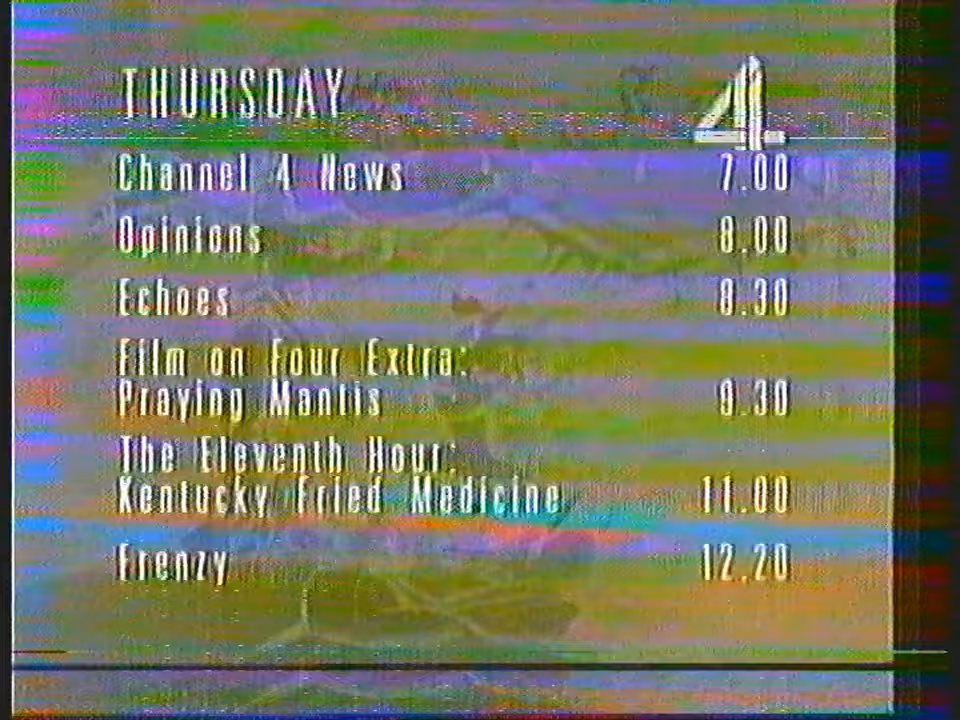 THURSDAY 4
Channel 4 News 7.00
Opinions 8.00
Echoes 8.30
Film on Four Extra:
Praying Mantis 9.30
The Eleventh Hour:
Kentucky Fried Medicine 11.00
Frenzy 12.20